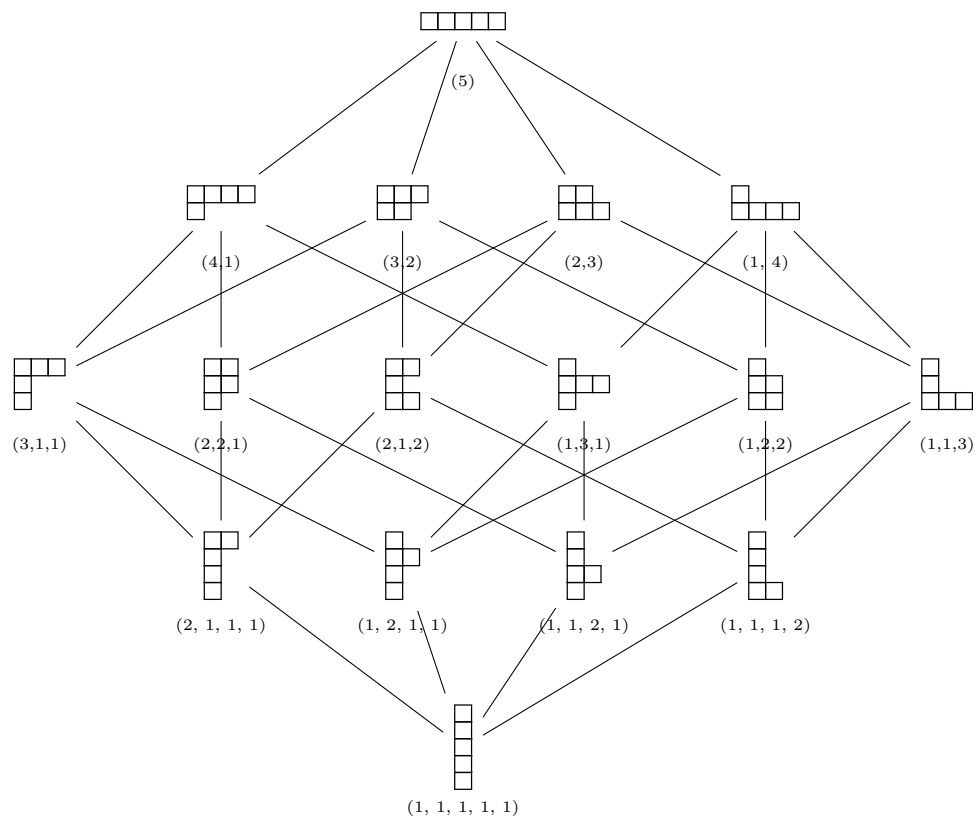 (5)
(4,1) (3,2) (2,3) (1, 4)
(3,1,1) (2,2,1) (2,1,2) (1,3,1) (1,2,2) (1,1,3)
(2, 1, 1, 1) (1, 2, 1, 1) (1, 1, 2, 1) (1, 1, 1, 2)
(1, 1, 1, 1, 1)